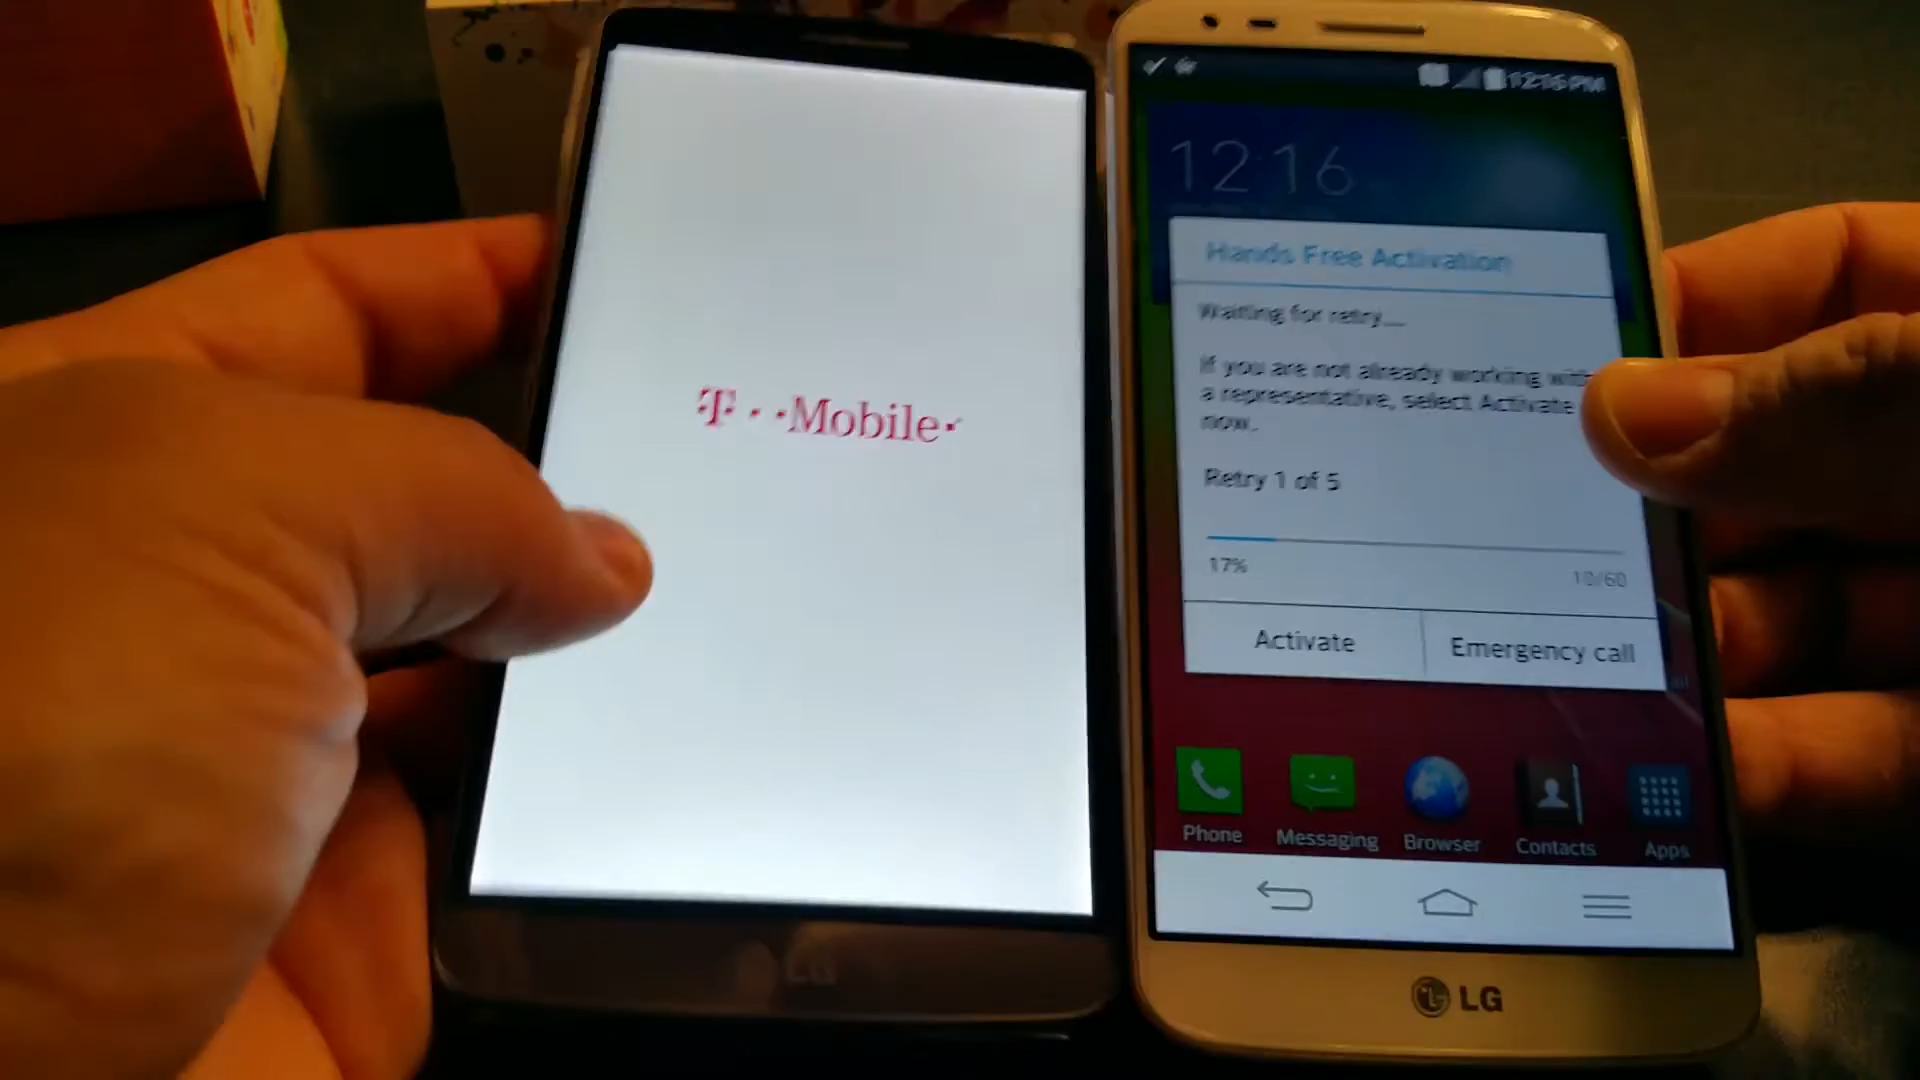 T··Mobile·
LG
12:16 PM
12:16
Hands Free Activation
Waiting for retry...
If you are not already working with
a representative, select Activate
now.
Retry 1 of 5
17%
10/60
Activate
Emergency call
Phone
Messaging
Browser
Contacts
Apps
LG